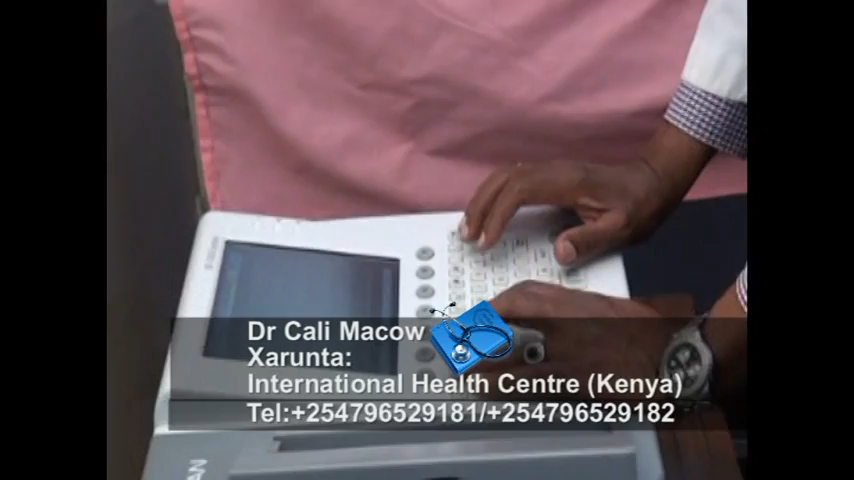 Dr Cali Macow
Xarunta:
International Health Centre (Kenya)
Tel:+254796529181/+254796529182